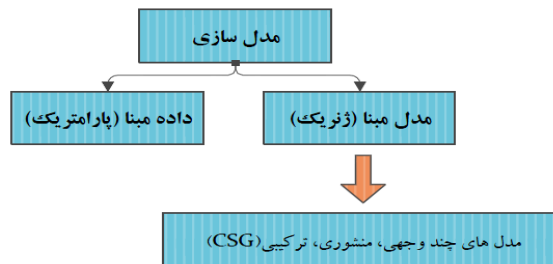 مدل سازی
مدل مبنا (ژنریک)
داده مبنا (پارامتریک)
مدل های چند وجهی، منشوری، ترکیبی(CSG)